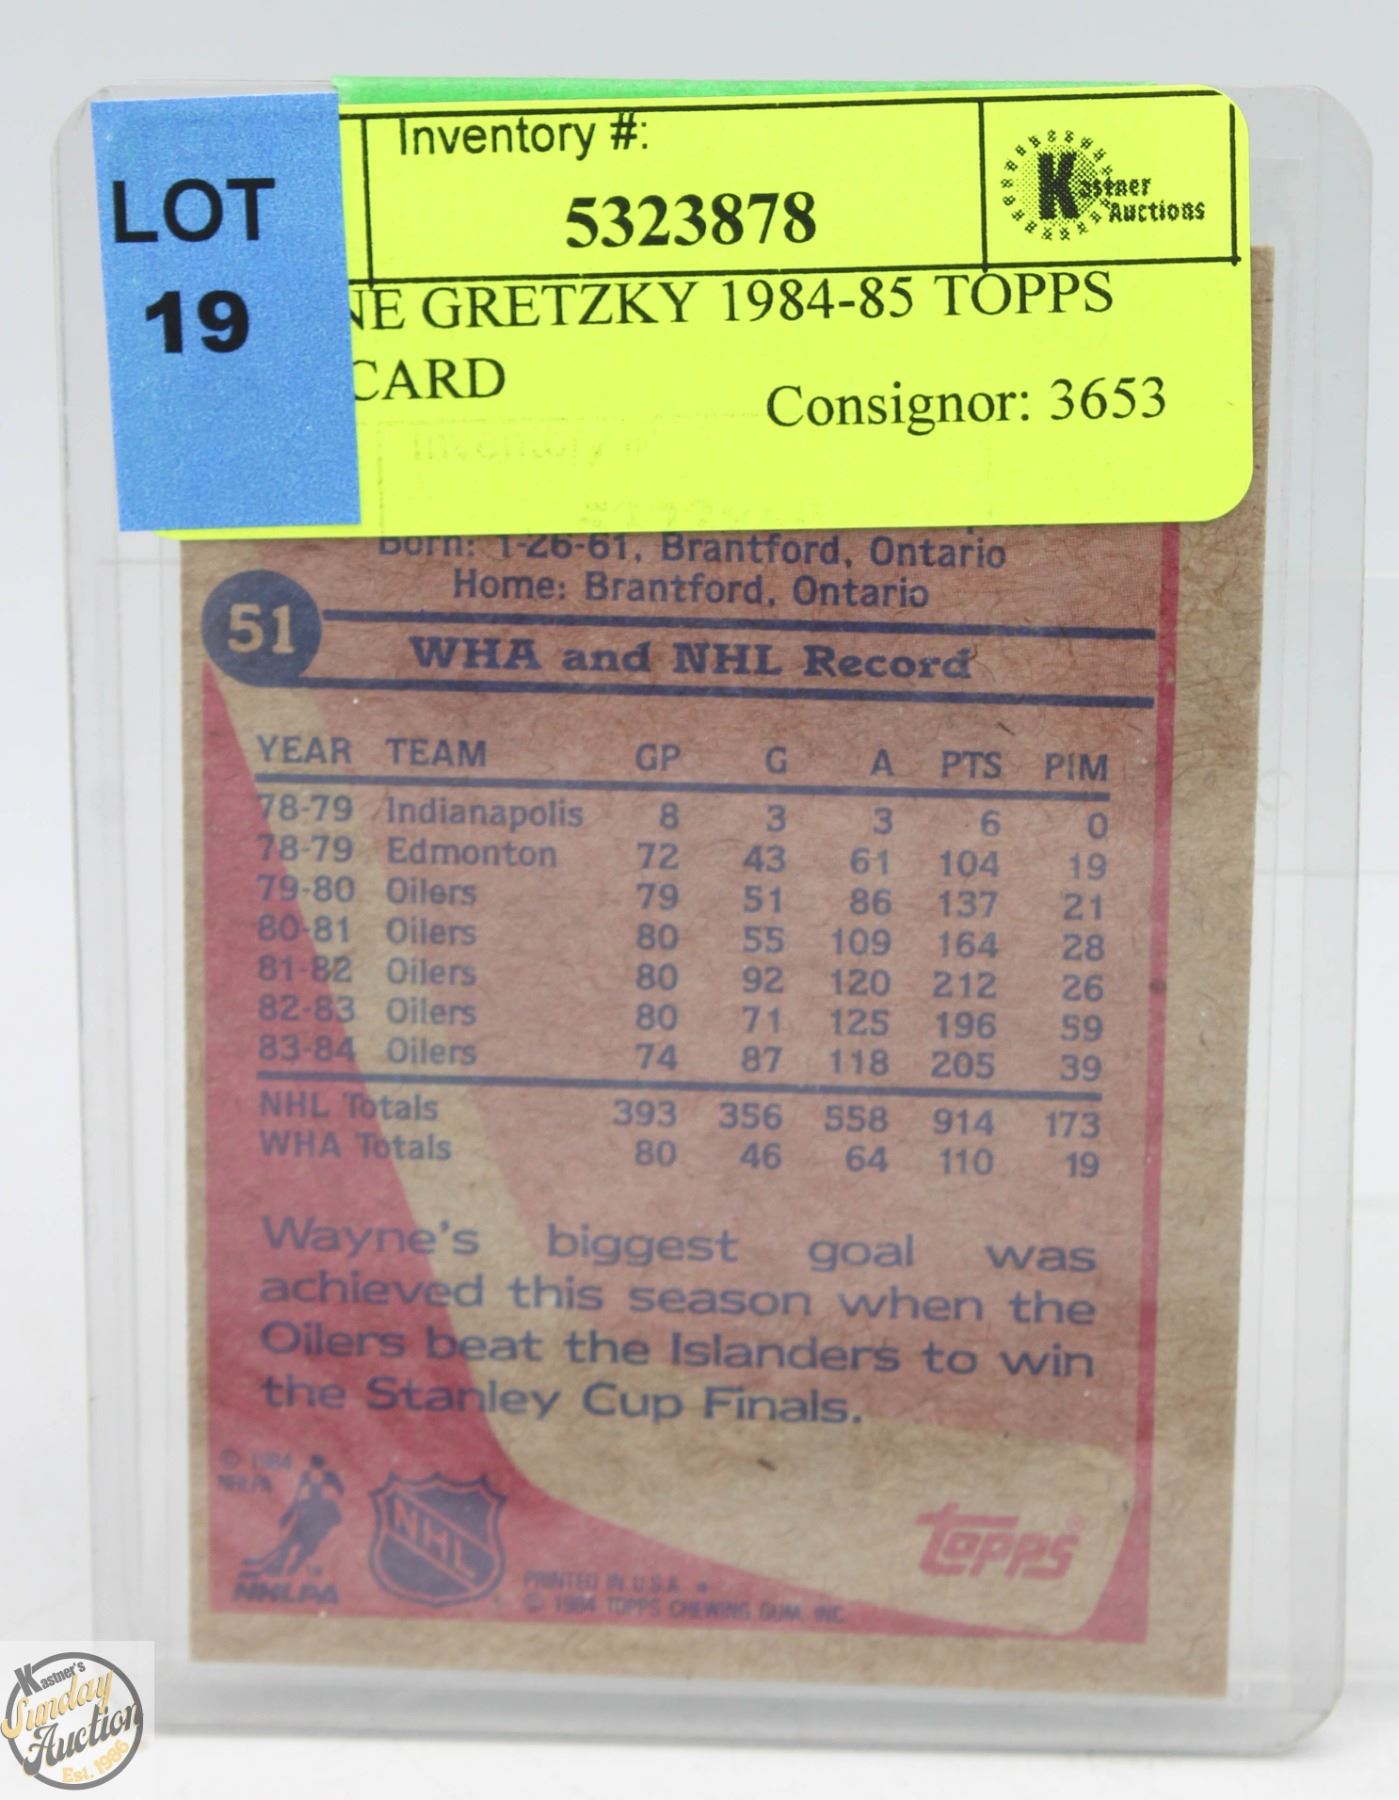 LOT
19
Inventory #:
5323878
Kastner
Auctions
NE GRETZKY 1984-85 TOPPS
CARD
Consignor: 3653
Inventory #
Born: 1-26-61, Brantford, Ontario
Home: Brantford, Ontario
51
WHA and NHL Record
YEAR TEAM GP G A PTS PIM
78-79 Indianapolis 8 3 3 6 0
78-79 Edmonton 72 43 61 104 19
79-80 Oilers 79 51 86 137 21
80-81 Oilers 80 55 109 164 28
81-82 Oilers 80 92 120 212 26
82-83 Oilers 80 71 125 196 59
83-84 Oilers 74 87 118 205 39
NHL Totals 393 356 558 914 173
WHA Totals 80 46 64 110 19
Wayne's biggest goal was
achieved this season when the
Oilers beat the Islanders to win
the Stanley Cup Finals.
© 1984
NHLPA
NHLPA
NHL
PRINTED IN U.S.A.
© 1984 TOPPS CHEWING GUM, INC.
topps®
Kastner's
Sunday
Auction
Est. 1986